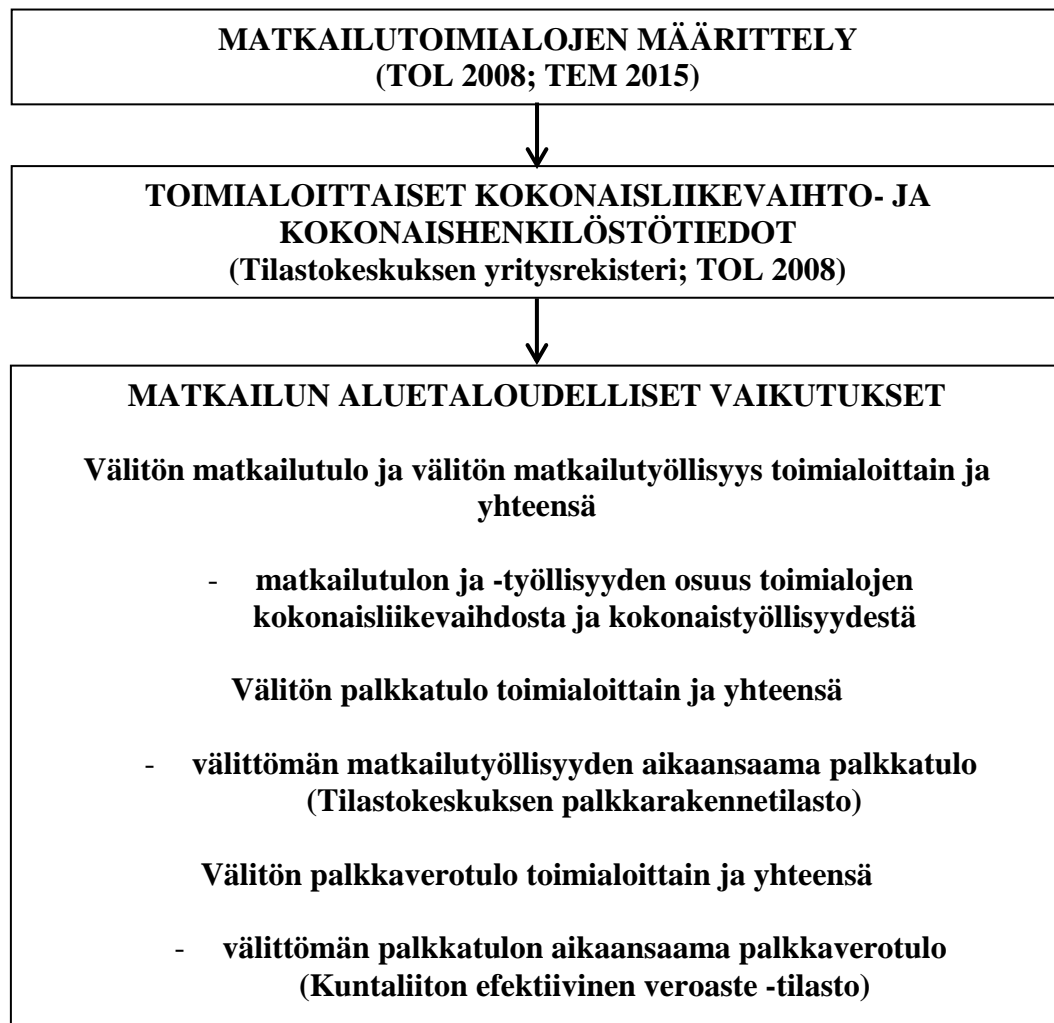 MATKAILUTOIMIALOJEN MÄÄRITTELY
(TOL 2008; TEM 2015)
TOIMIALOITTAISET KOKONAISLIIKEVAIHTO- JA
KOKONAISHENKILÖSTÖTIEDOT
(Tilastokeskuksen yritysrekisteri; TOL 2008)
MATKAILUN ALUETALOUDELLISET VAIKUTUKSET
Välitön matkailutulo ja välitön matkailutyöllisyys toimialoittain ja
yhteensä
- matkailutulon ja -työllisyyden osuus toimialojen
kokonaisliikevaihdosta ja kokonaistyöllisyydestä
Välitön palkkatulo toimialoittain ja yhteensä
- välittömän matkailutyöllisyyden aikaansaama palkkatulo
(Tilastokeskuksen palkkarakennetilasto)
Välitön palkkaverotulo toimialoittain ja yhteensä
- välittömän palkkatulon aikaansaama palkkaverotulo
(Kuntaliiton efektiivinen veroaste -tilasto)